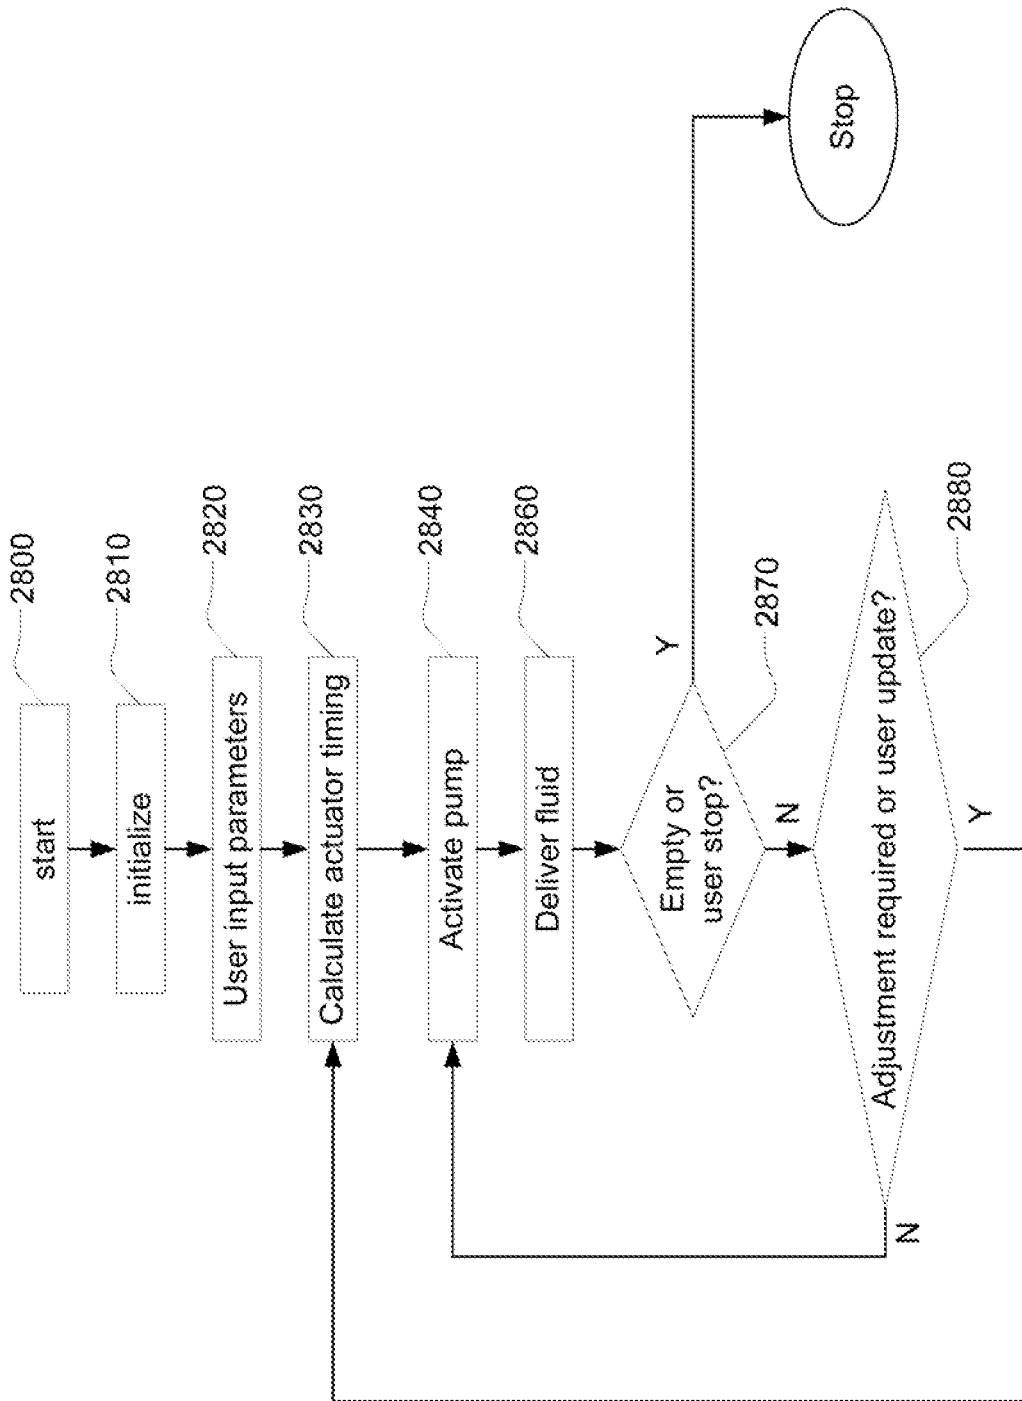 start
2800
initialize
2810
User input parameters
2820
Calculate actuator timing
2830
Activate pump
2840
Deliver fluid
2860
Empty or
user stop?
2870
Y
Stop
N
Adjustment required or user update?
2880
N
Y